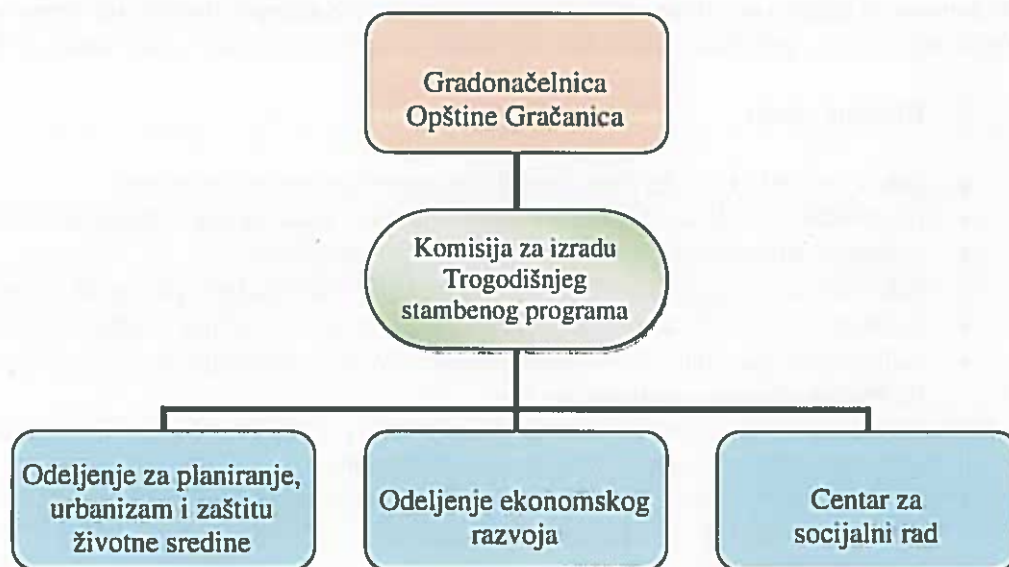 Gradonačelnica
Opštine Gračanica
Komisija za izradu
Trogodišnjeg
stambenog programa
Odeljenje za planiranje,
urbanizam i zaštitu
životne sredine
Odeljenje ekonomskog
razvoja
Centar za
socijalni rad